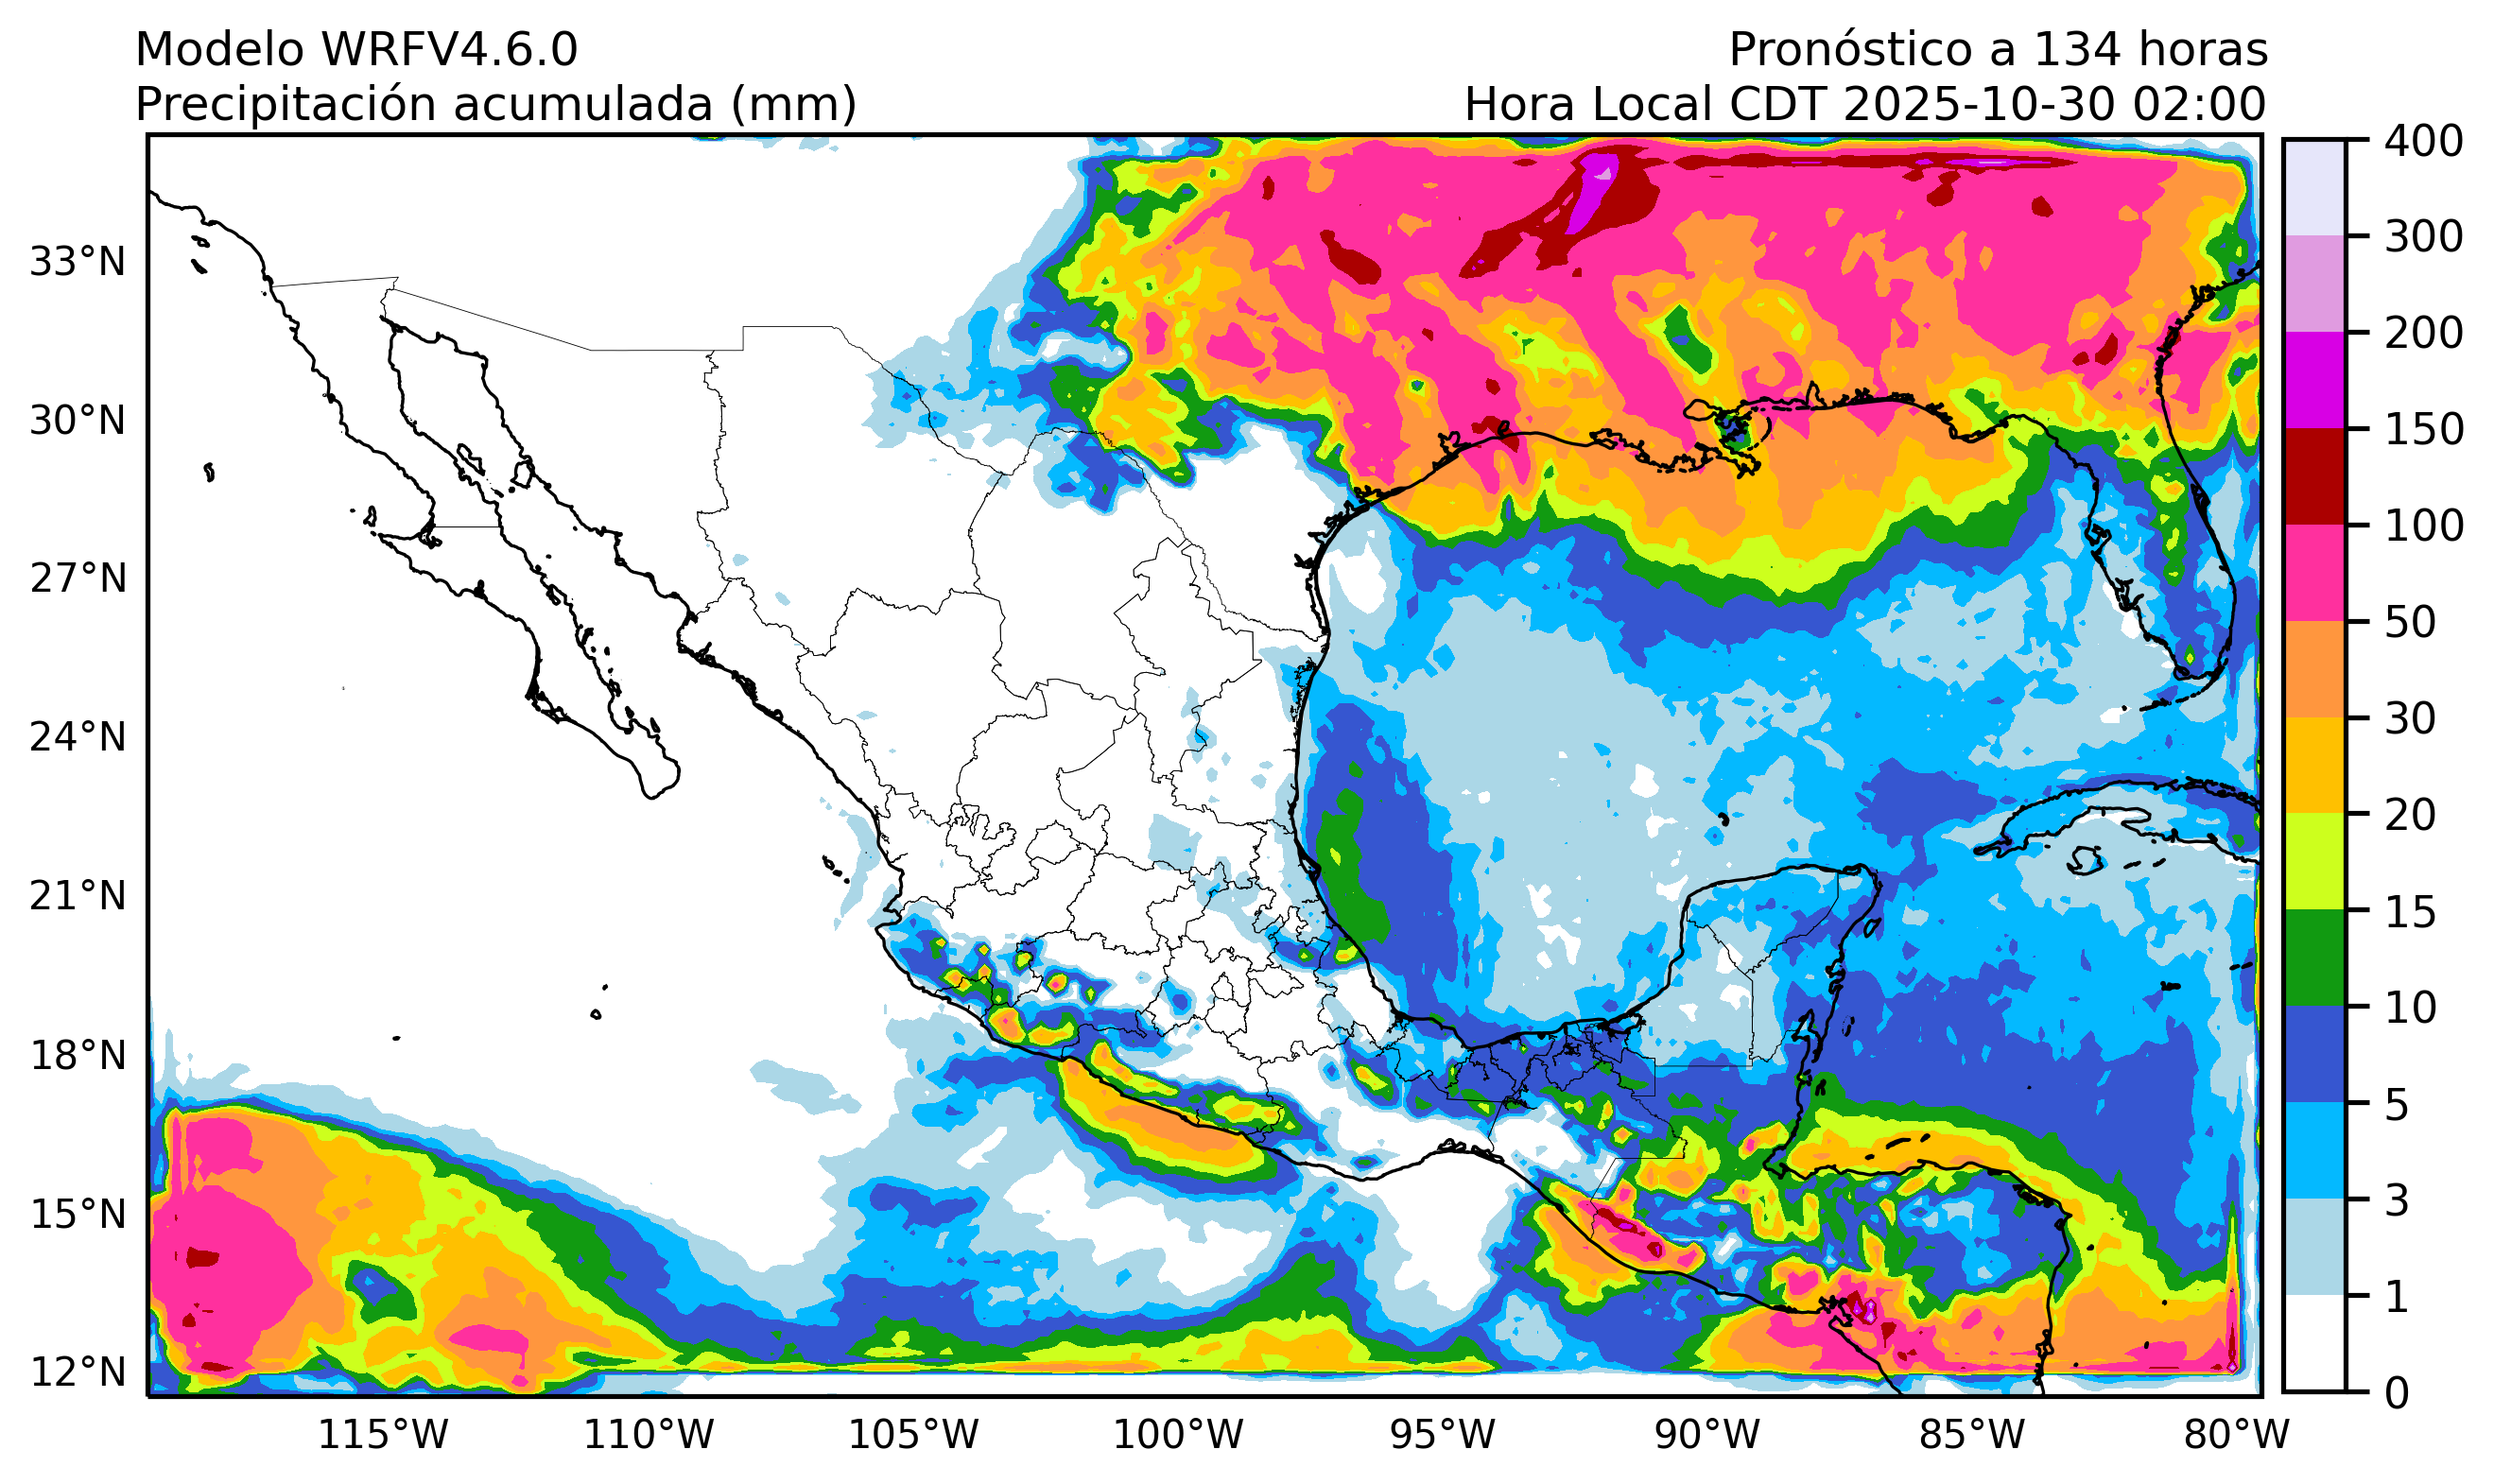 Modelo WRFV4.6.0
Pronóstico a 134 horas
Precipitación acumulada (mm)
Hora Local CDT 2025-10-30 02:00
33°N
30°N
27°N
24°N
21°N
18°N
15°N
12°N
115°W
110°W
105°W
100°W
95°W
90°W
85°W
80°W
400
300
200
150
100
50
30
20
15
10
5
3
1
0